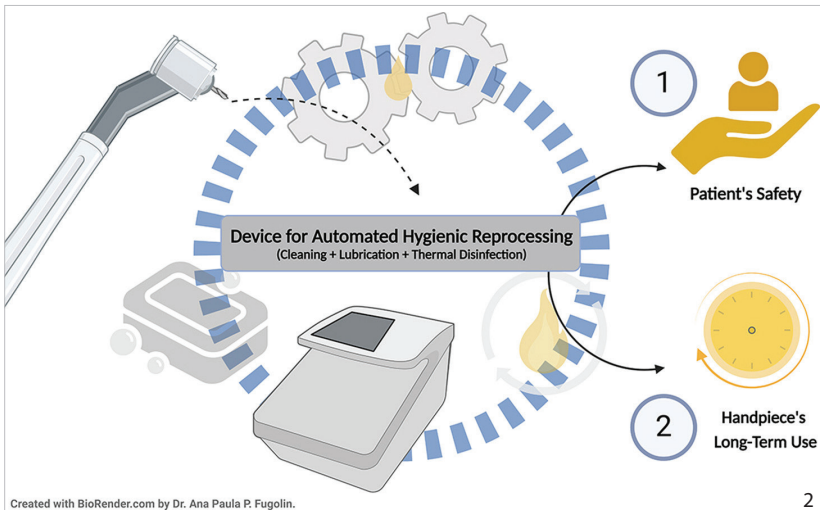 1
Patient's Safety
Device for Automated Hygienic Reprocessing
(Cleaning + Lubrication + Thermal Disinfection)
2
Handpiece's
Long-Term Use
Created with BioRender.com by Dr. Ana Paula P. Fugolin.
2